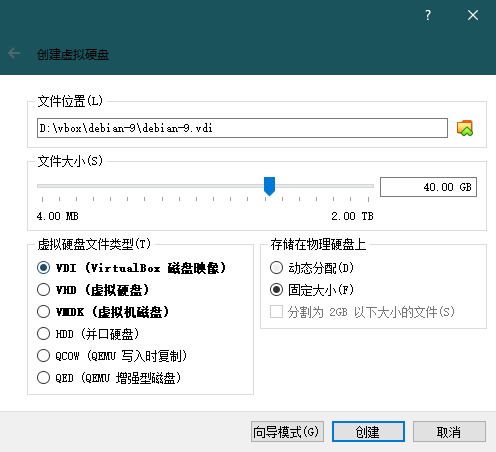 ?
创建虚拟硬盘
文件位置(L)
D:\vbox\debian-9\debian-9.vdi
文件大小(S)
40.00 GB
4.00 MB
2.00 TB
虚拟硬盘文件类型(T)
VDI (VirtualBox 磁盘映像)
VHD (虚拟硬盘)
VMDK (虚拟机磁盘)
HDD (并口硬盘)
QCOW (QEMU 写入时复制)
QED (QEMU 增强型磁盘)
存储在物理硬盘上
动态分配(D)
固定大小(F)
分割为 2GB 以下大小的文件(S)
向导模式(G)
创建
取消